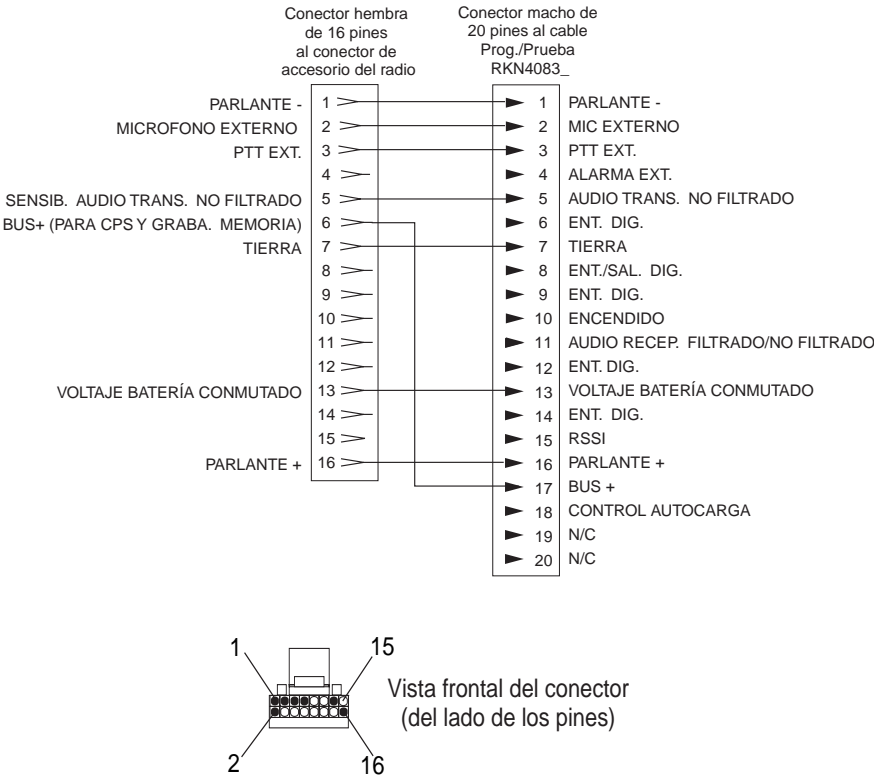 Conector hembra
de 16 pines
al conector de
accesorio del radio
Conector macho de
20 pines al cable
Prog./Prueba
RKN4083_
PARLANTE - 1 1 PARLANTE -
MICROFONO EXTERNO 2 2 MIC EXTERNO
PTT EXT. 3 3 PTT EXT.
4 4 ALARMA EXT.
SENSIB. AUDIO TRANS. NO FILTRADO 5 5 AUDIO TRANS. NO FILTRADO
BUS+ (PARA CPS Y GRABA. MEMORIA) 6 6 ENT. DIG.
TIERRA 7 7 TIERRA
8 8 ENT./SAL. DIG.
9 9 ENT. DIG.
10 10 ENCENDIDO
11 11 AUDIO RECEP. FILTRADO/NO FILTRADO
12 12 ENT. DIG.
VOLTAJE BATERÍA CONMUTADO 13 13 VOLTAJE BATERÍA CONMUTADO
14 14 ENT. DIG.
15 15 RSSI
PARLANTE + 16 16 PARLANTE +
17 BUS +
18 CONTROL AUTOCARGA
19 N/C
20 N/C
1 15
Vista frontal del conector
(del lado de los pines)
2 16